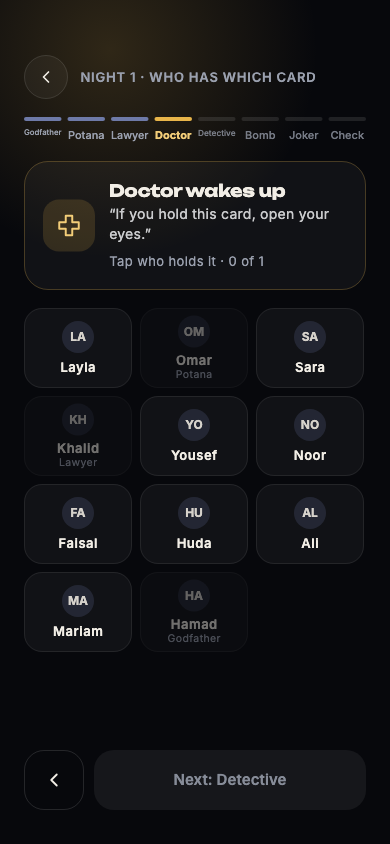 NIGHT 1 · WHO HAS WHICH CARD
Godfather Potana Lawyer Doctor Detective Bomb Joker Check
Doctor wakes up
"If you hold this card, open your
eyes."
Tap who holds it · 0 of 1
LA OM SA
Layla Omar Sara
Potana
KH YO NO
Khalid Yousef Noor
Lawyer
FA HU AL
Faisal Huda Ali
MA HA
Mariam Hamad
Godfather
Next: Detective